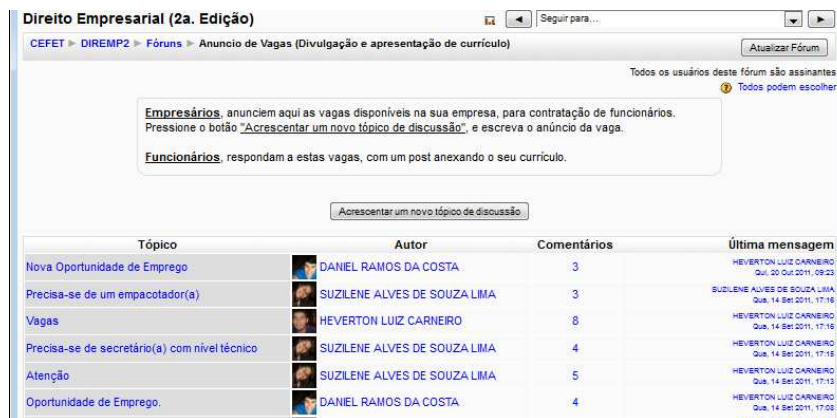 Direito Empresarial (2a. Edição)
Seguir para...
CEFET ► DIREMP2 ► Fóruns ► Anuncio de Vagas (Divulgação e apresentação de currículo)
Atualizar Fórum
Todos os usuários deste fórum são assinantes
Todos podem escolher
Empresários, anunciem aqui as vagas disponíveis na sua empresa, para contratação de funcionários.
Pressione o botão "Acrescentar um novo tópico de discussão", e escreva o anúncio da vaga.
Funcionários, respondam a estas vagas, com um post anexando o seu currículo.
Acrescentar um novo tópico de discussão
Tópico Autor Comentários Última mensagem
Nova Oportunidade de Emprego DANIEL RAMOS DA COSTA 3 HEVERTON LUIZ CARNEIRO
Qui, 20 Out 2011, 09:23
Precisa-se de um empacotador(a) SUZILENE ALVES DE SOUZA LIMA 3 SUZILENE ALVES DE SOUZA LIMA
Qua, 14 Set 2011, 17:16
Vagas HEVERTON LUIZ CARNEIRO 8 HEVERTON LUIZ CARNEIRO
Qua, 14 Set 2011, 17:16
Precisa-se de secretário(a) com nível técnico SUZILENE ALVES DE SOUZA LIMA 4 HEVERTON LUIZ CARNEIRO
Qua, 14 Set 2011, 17:15
Atenção SUZILENE ALVES DE SOUZA LIMA 5 HEVERTON LUIZ CARNEIRO
Qua, 14 Set 2011, 17:13
Oportunidade de Emprego. DANIEL RAMOS DA COSTA 4 HEVERTON LUIZ CARNEIRO
Qua, 14 Set 2011, 17:08